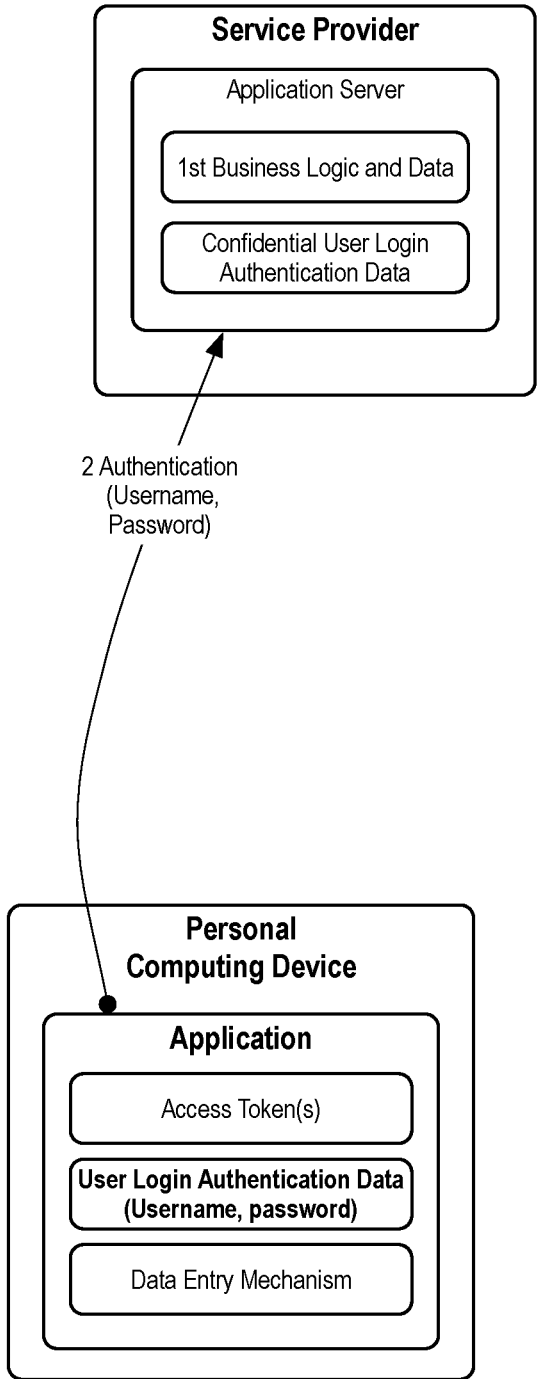 Service Provider
Application Server
1st Business Logic and Data
Confidential User Login
Authentication Data
2 Authentication
(Username,
Password)
Personal
Computing Device
Application
Access Token(s)
User Login Authentication Data
(Username, password)
Data Entry Mechanism